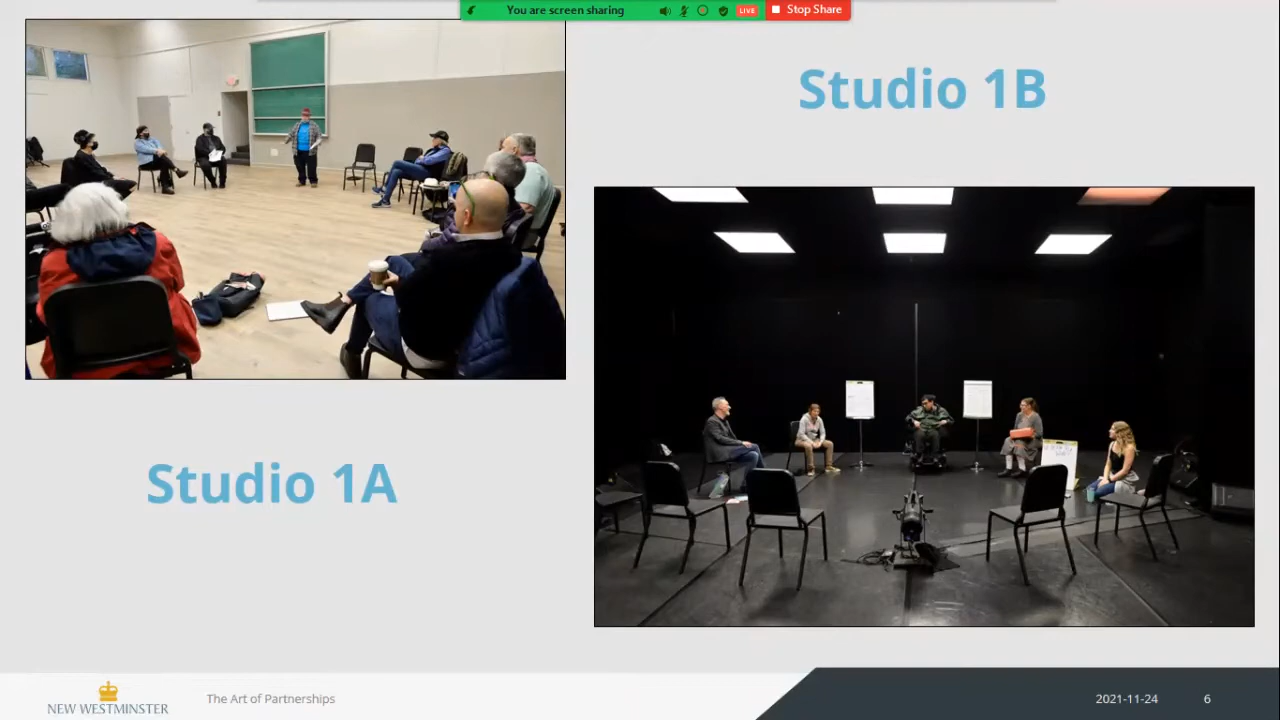 You are screen sharing
LIVE
Stop Share
Studio 1B
Studio 1A
NEW WESTMINSTER
The Art of Partnerships
2021-11-24
6